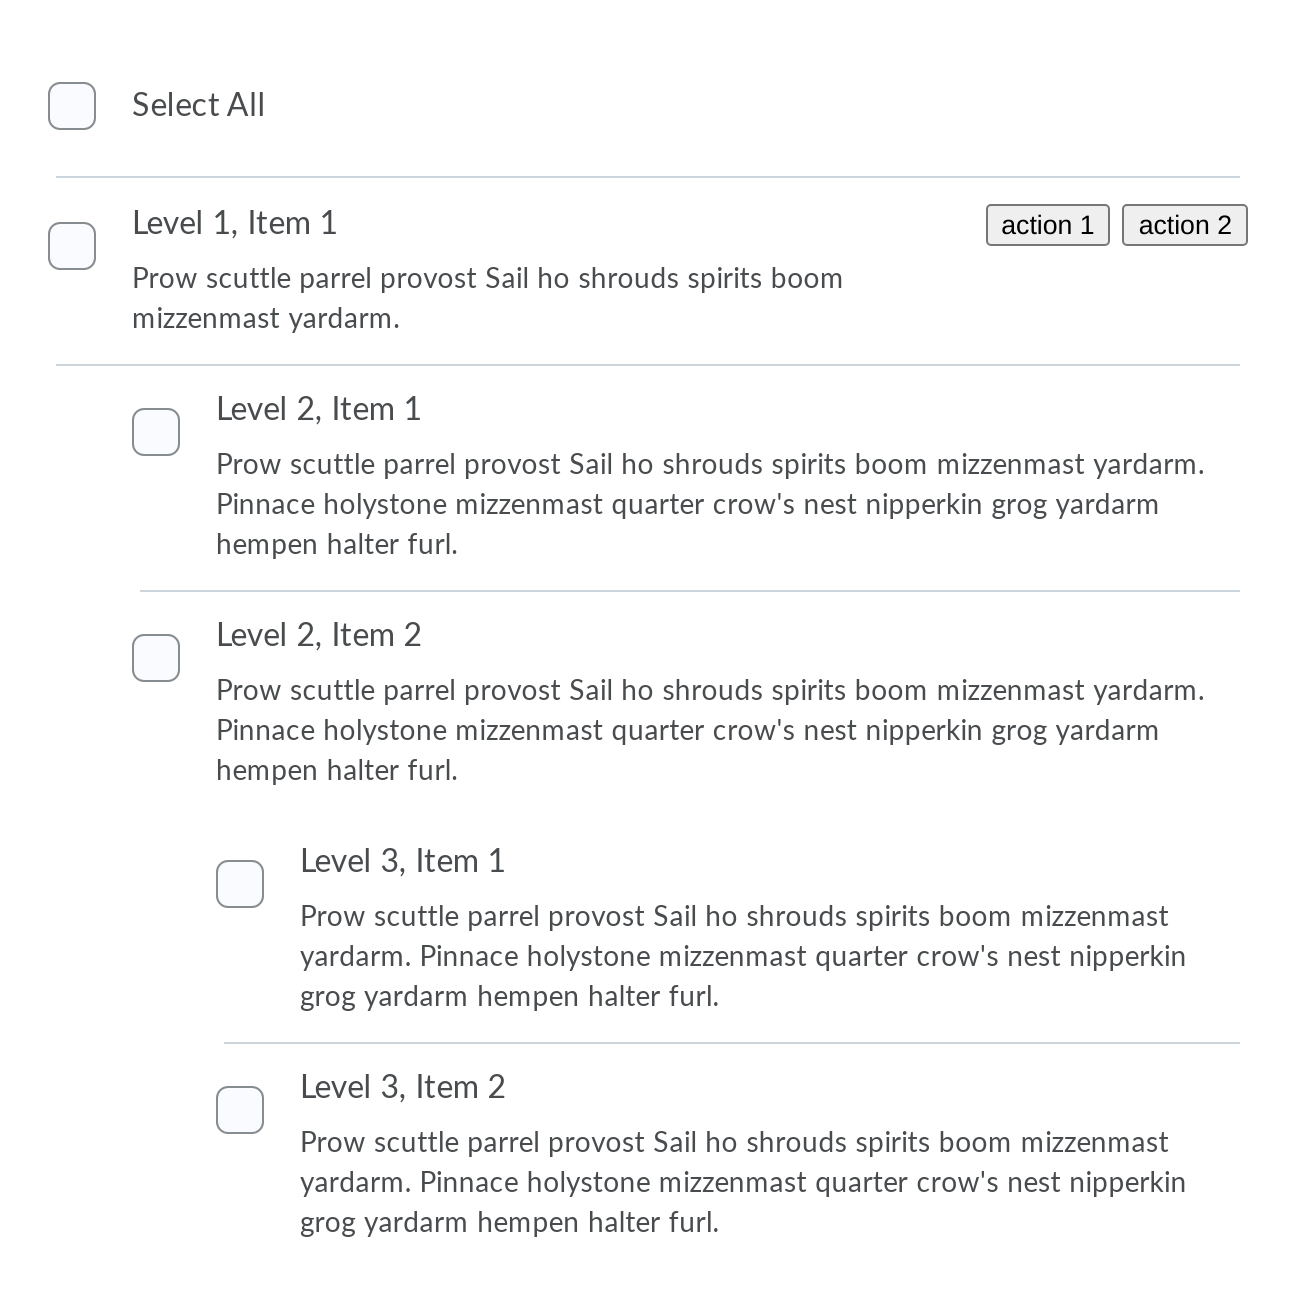 Select All
Level 1, Item 1
action 1
action 2
Prow scuttle parrel provost Sail ho shrouds spirits boom
mizzenmast yardarm.
Level 2, Item 1
Prow scuttle parrel provost Sail ho shrouds spirits boom mizzenmast yardarm.
Pinnace holystone mizzenmast quarter crow's nest nipperkin grog yardarm
hempen halter furl.
Level 2, Item 2
Prow scuttle parrel provost Sail ho shrouds spirits boom mizzenmast yardarm.
Pinnace holystone mizzenmast quarter crow's nest nipperkin grog yardarm
hempen halter furl.
Level 3, Item 1
Prow scuttle parrel provost Sail ho shrouds spirits boom mizzenmast
yardarm. Pinnace holystone mizzenmast quarter crow's nest nipperkin
grog yardarm hempen halter furl.
Level 3, Item 2
Prow scuttle parrel provost Sail ho shrouds spirits boom mizzenmast
yardarm. Pinnace holystone mizzenmast quarter crow's nest nipperkin
grog yardarm hempen halter furl.